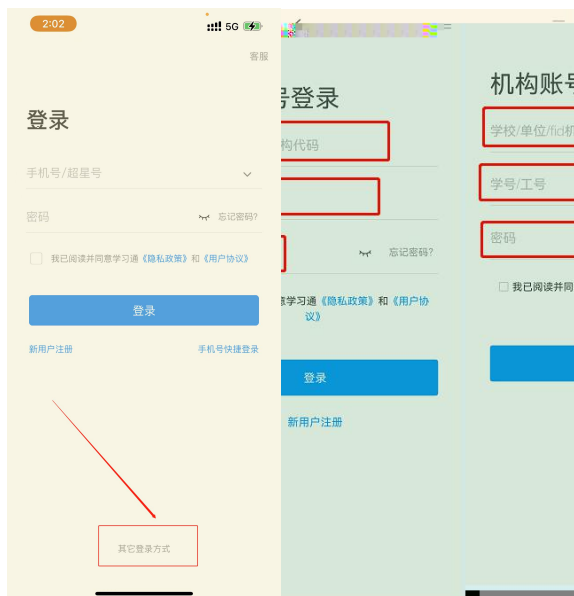 2:02
5G
客服
登录
手机号/超星号
密码
忘记密码?
我已阅读并同意学习通《隐私政策》和《用户协议》
登录
新用户注册
手机号快捷登录
其它登录方式
号登录
构代码
忘记密码?
意学习通《隐私政策》和《用户协
议》
登录
新用户注册
机构账号
学校/单位/fid机
学号/工号
密码
我已阅读并同